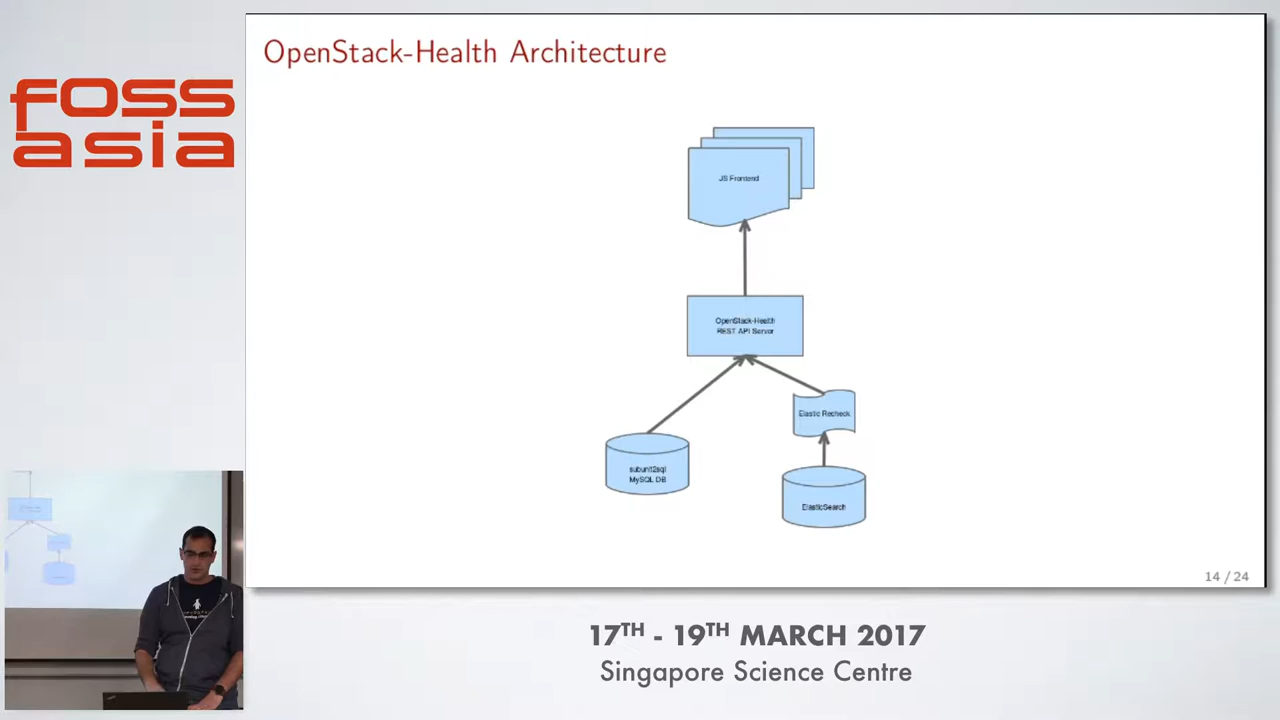 OpenStack-Health Architecture
foss
asia
JS Frontend
OpenStack-Health
REST API Server
Elastic Recheck
subunit2sql
MySQL DB
ElasticSearch
14 / 24
17TH - 19TH MARCH 2017
Singapore Science Centre